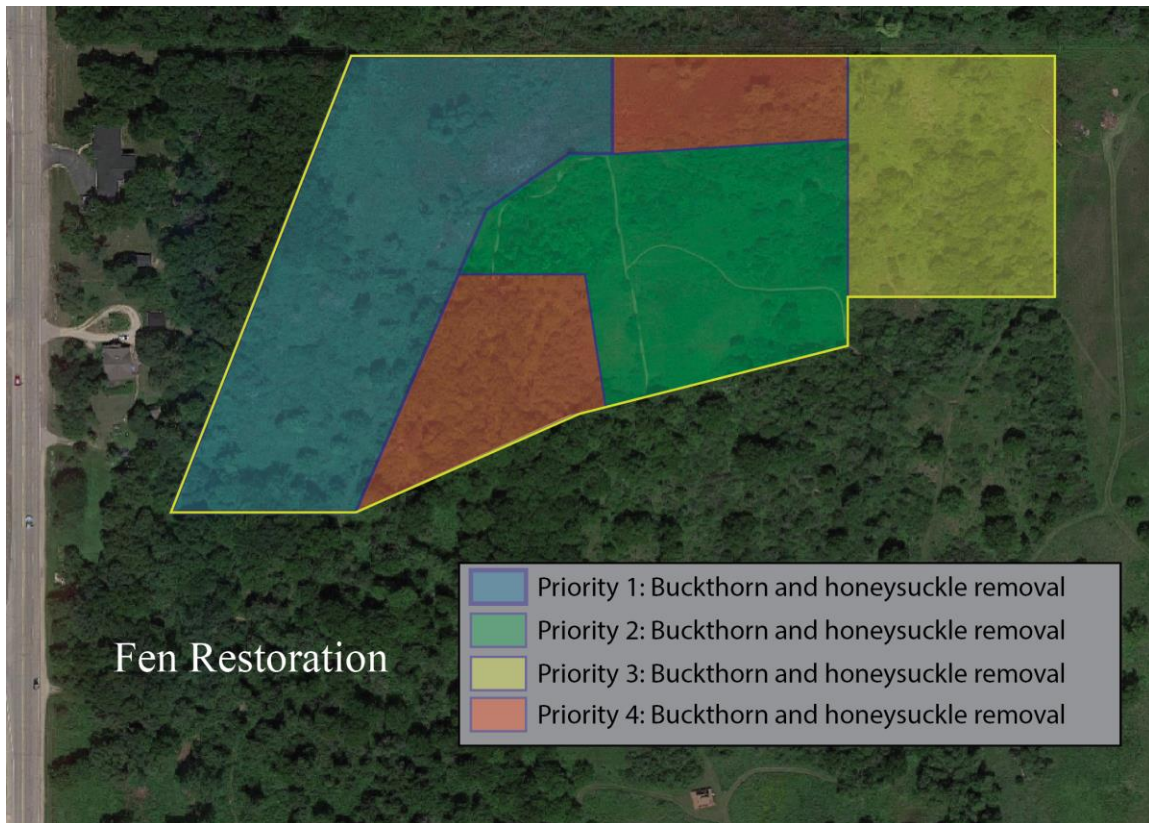 Priority 1: Buckthorn and honeysuckle removal
Priority 2: Buckthorn and honeysuckle removal
Priority 3: Buckthorn and honeysuckle removal
Priority 4: Buckthorn and honeysuckle removal
Fen Restoration